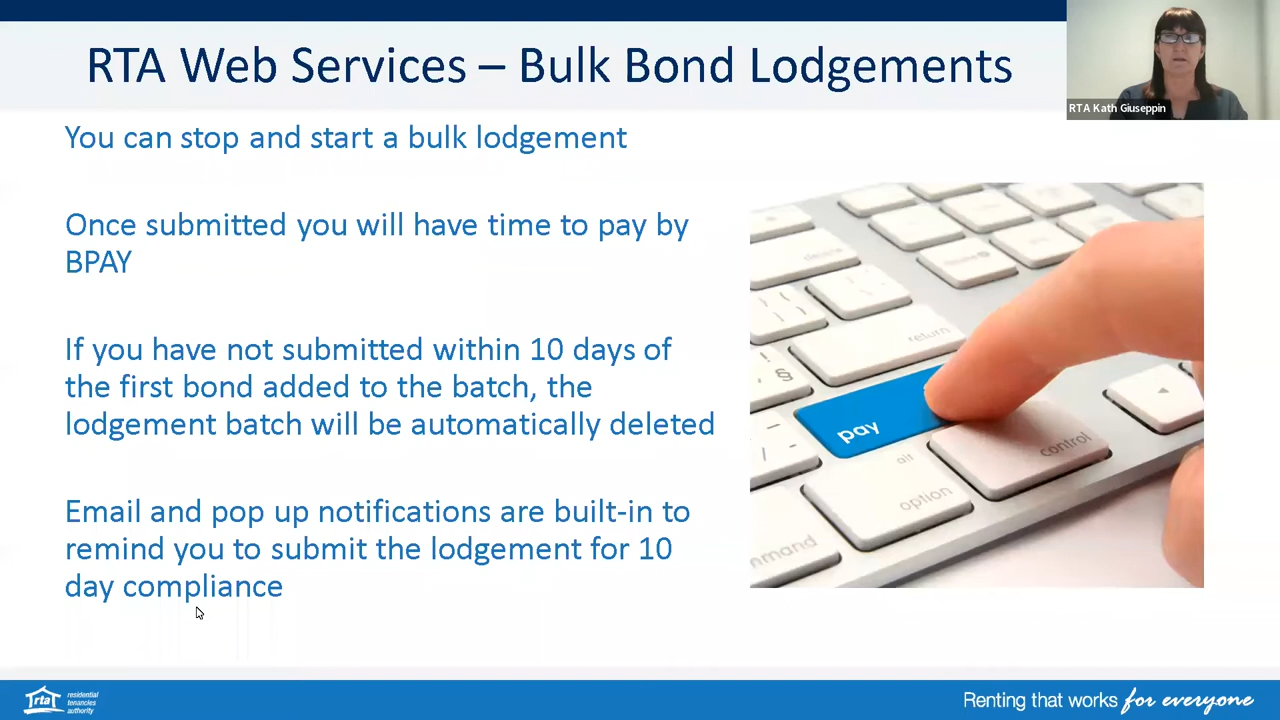 RTA Web Services – Bulk Bond Lodgements
RTA Kath Giuseppin
You can stop and start a bulk lodgement
Once submitted you will have time to pay by
BPAY
If you have not submitted within 10 days of
the first bond added to the batch, the
lodgement batch will be automatically deleted
Email and pop up notifications are built-in to
remind you to submit the lodgement for 10
day compliance
delete
return
pay
alt
control
option
mmand
rta
residential
tenancies
authority
Renting that works for everyone